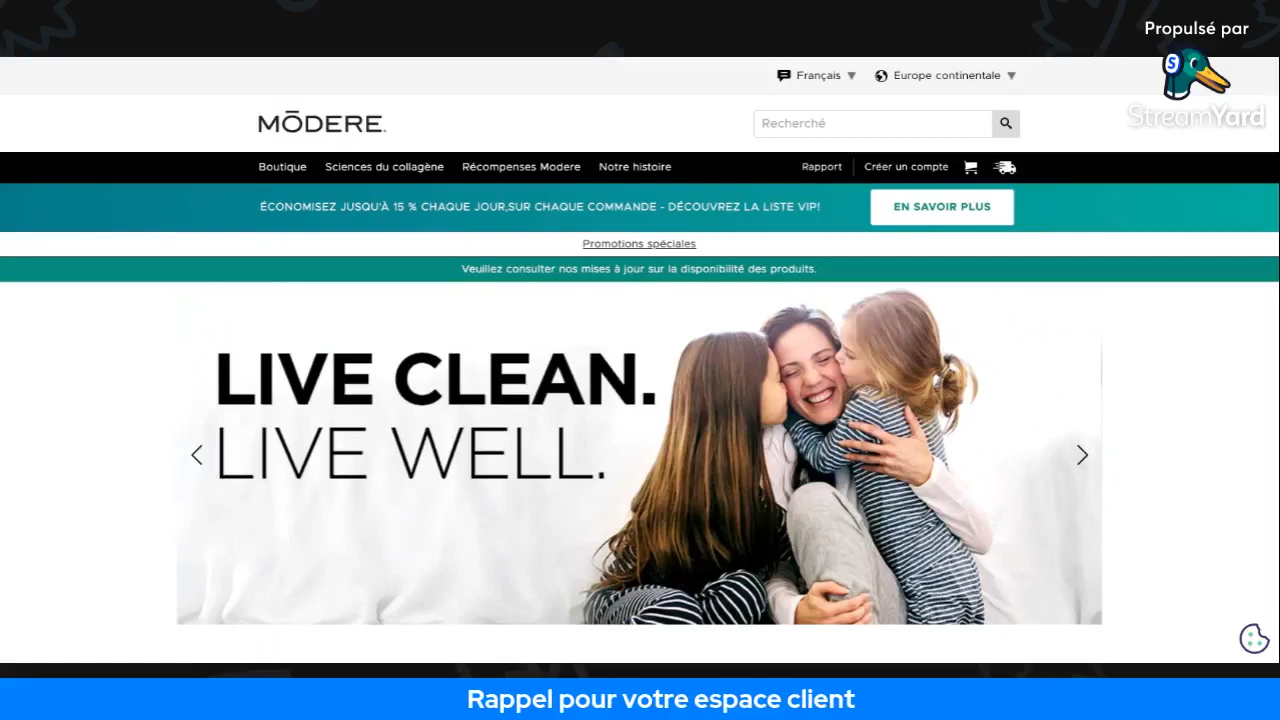 Propulsé par
StreamYard
Français
Europe continentale
MŌDERE.
Recherché
Boutique Sciences du collagène Récompenses Modere Notre histoire Rapport Créer un compte
ÉCONOMISEZ JUSQU'À 15 % CHAQUE JOUR,SUR CHAQUE COMMANDE - DÉCOUVREZ LA LISTE VIP! EN SAVOIR PLUS
Promotions spéciales
Veuillez consulter nos mises à jour sur la disponibilité des produits.
LIVE CLEAN.
LIVE WELL.
Rappel pour votre espace client